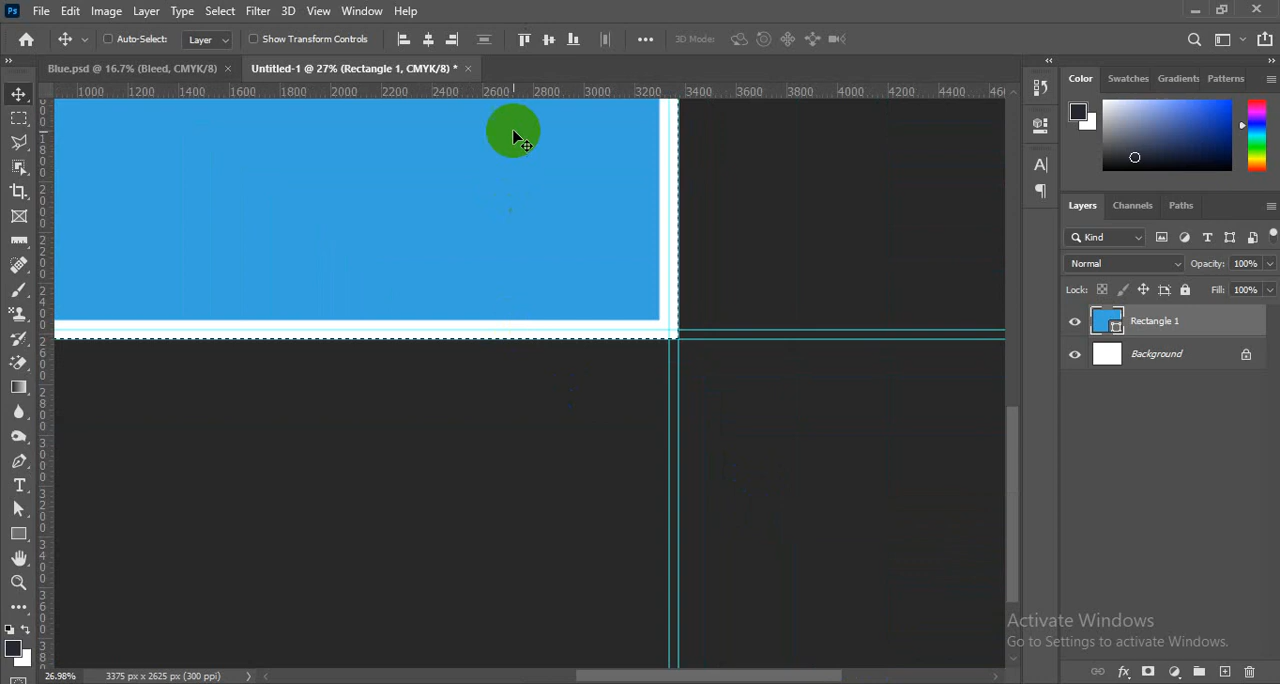 Ps File Edit Image Layer Type Select Filter 3D View Window Help
Auto-Select: Layer Show Transform Controls 3D Mode:
Blue.psd @ 16.7% (Bleed, CMYK/8) × Untitled-1 @ 27% (Rectangle 1, CMYK/8) * ×
1000 1200 1400 1600 1800 2000 2200 2400 2600 2800 3000 3200 3400 3600 3800 4000 4200 4400
Color Swatches Gradients Patterns
Layers Channels Paths
Kind
Normal Opacity: 100%
Lock: Fill: 100%
Rectangle 1
Background
Activate Windows
Go to Settings to activate Windows.
26.98% 3375 px x 2625 px (300 ppi)